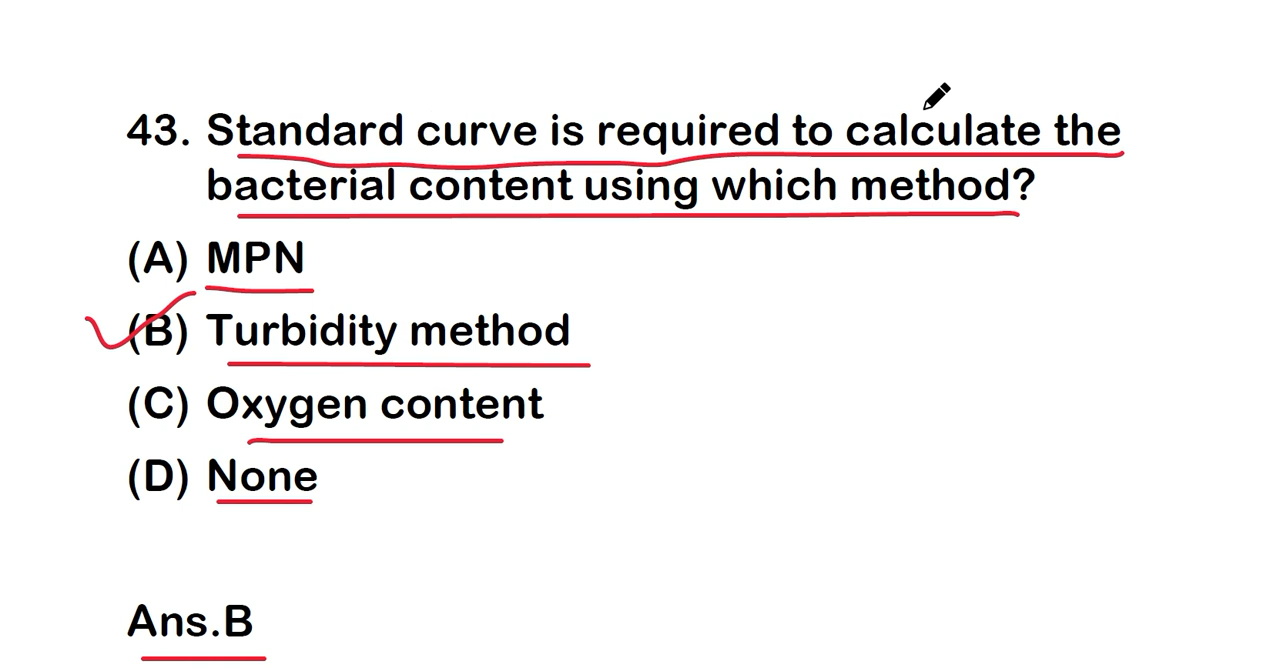 43. Standard curve is required to calculate the
bacterial content using which method?
(A) MPN
(B) Turbidity method
(C) Oxygen content
(D) None
Ans.B